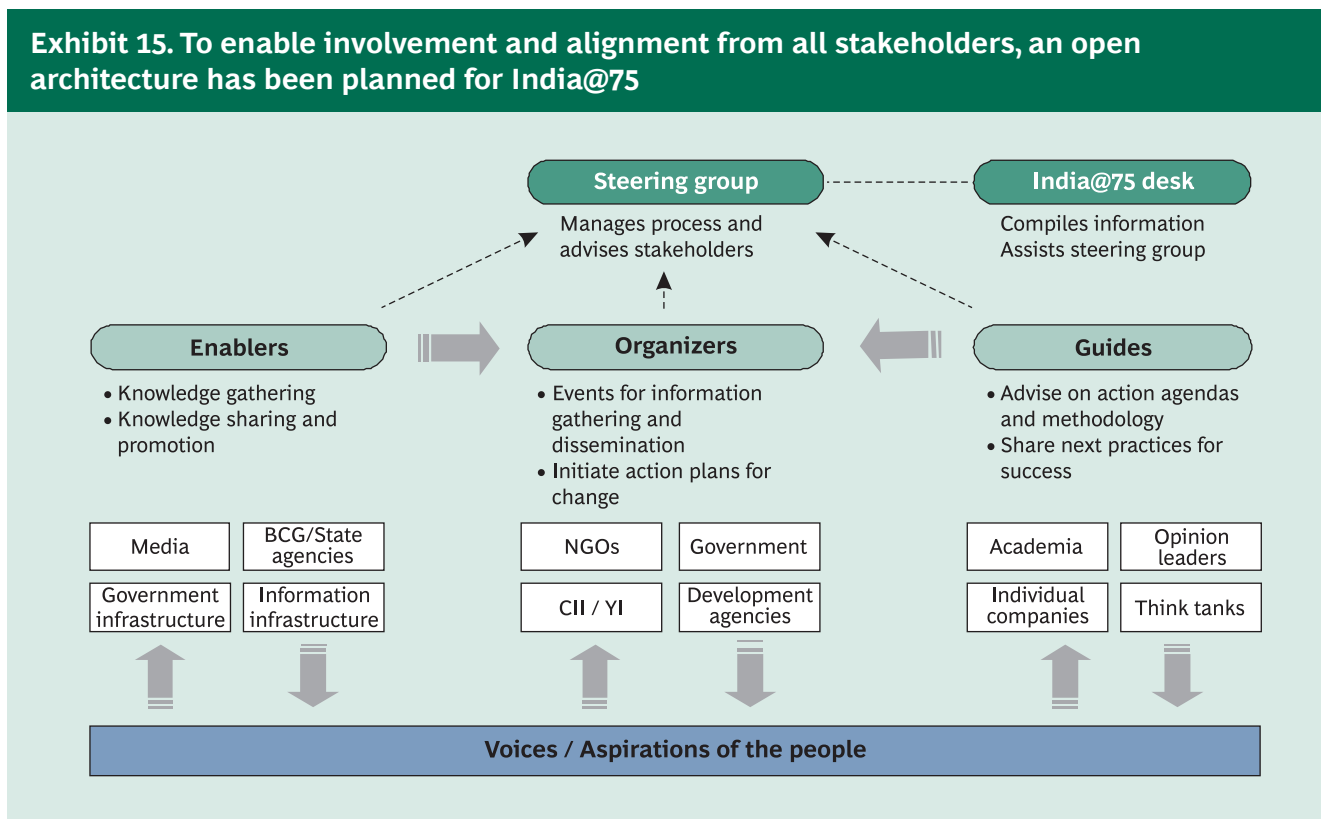 Exhibit 15. To enable involvement and alignment from all stakeholders, an open
architecture has been planned for India@75
Steering group
Manages process and
advises stakeholders
India@75 desk
Compiles information
Assists steering group
Enablers
• Knowledge gathering
• Knowledge sharing and
promotion
Organizers
• Events for information
gathering and
dissemination
• Initiate action plans for
change
Guides
• Advise on action agendas
and methodology
• Share next practices for
success
Media
BCG/State
agencies
Government
infrastructure
Information
infrastructure
NGOs
Government
CII / YI
Development
agencies
Academia
Opinion
leaders
Individual
companies
Think tanks
Voices / Aspirations of the people